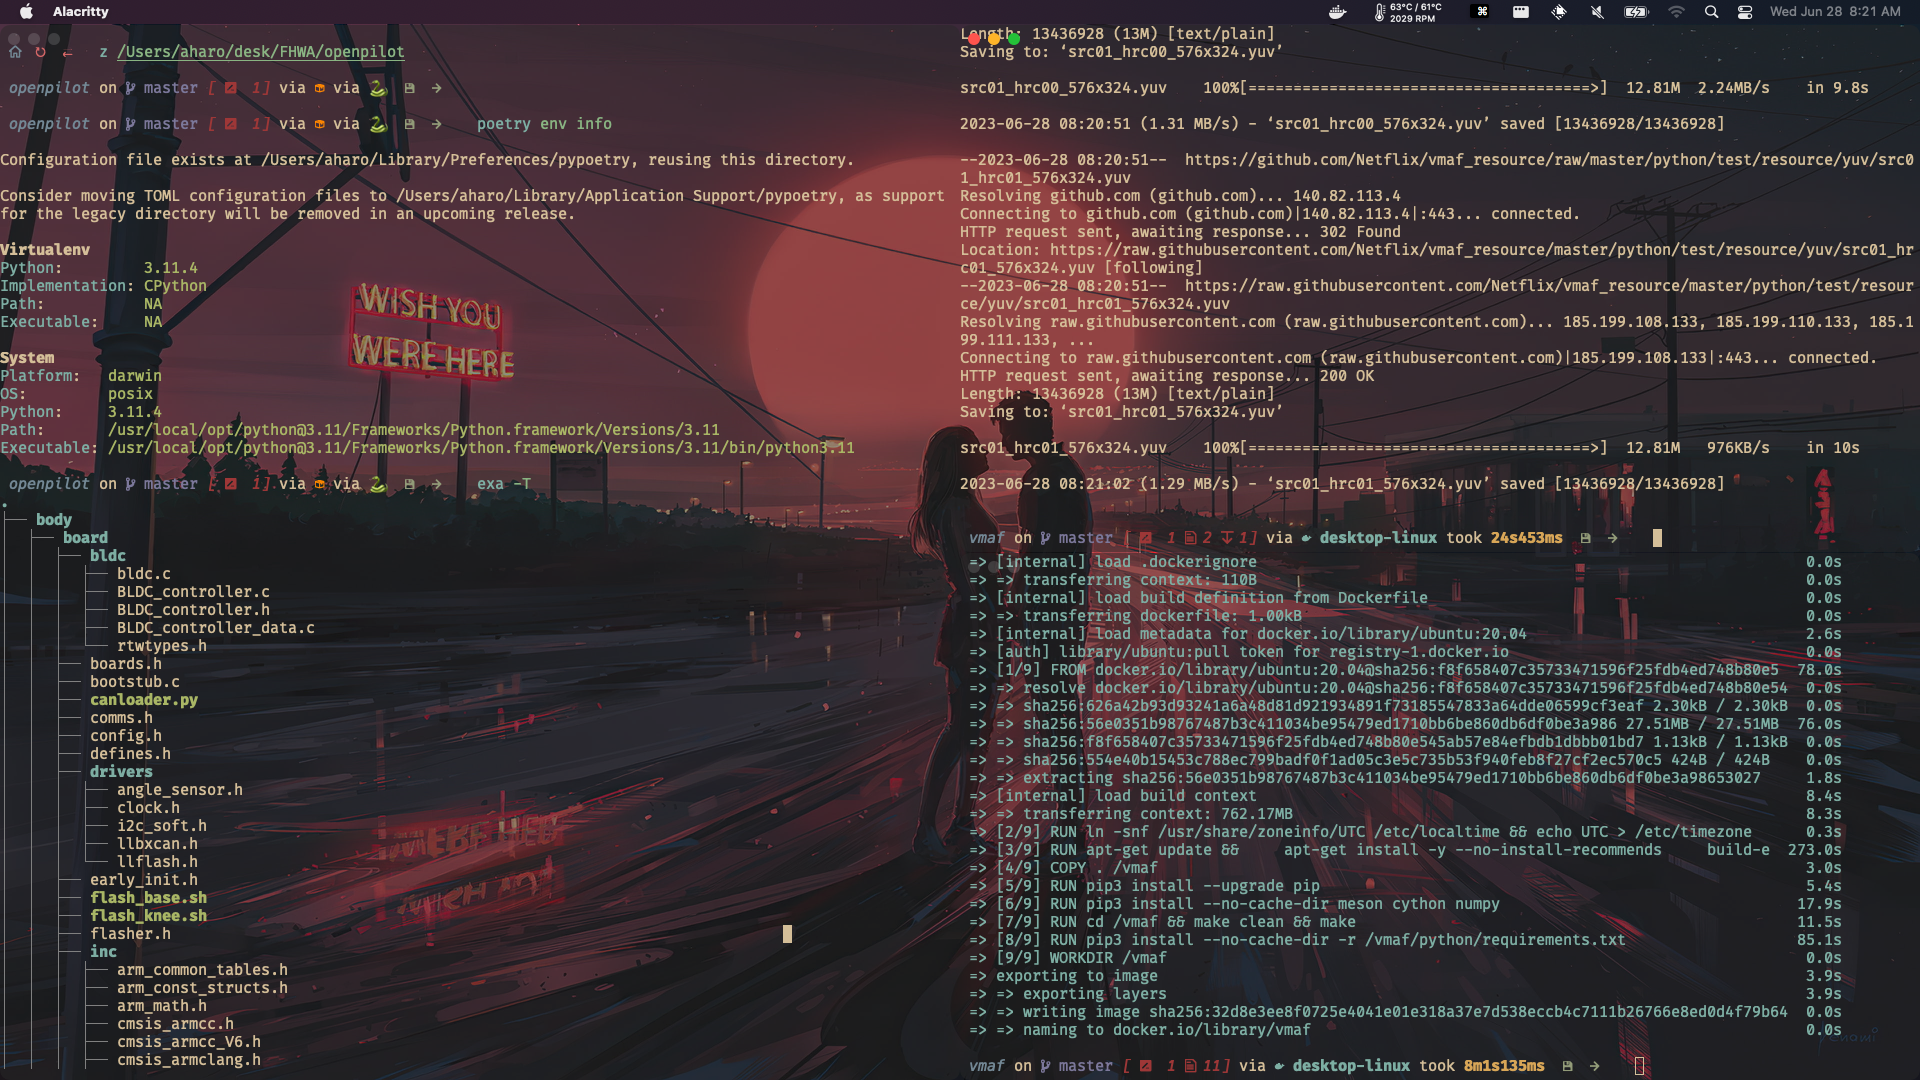 Alacritty
63°C / 61°C
2029 RPM
Wed Jun 28 8:21 AM
z /Users/aharo/desk/FHWA/openpilot
openpilot on master [ 1] via via →
openpilot on master [ 1] via via → poetry env info
Configuration file exists at /Users/aharo/Library/Preferences/pypoetry, reusing this directory.
Consider moving TOML configuration files to /Users/aharo/Library/Application Support/pypoetry, as support
for the legacy directory will be removed in an upcoming release.
Virtualenv
Python: 3.11.4
Implementation: CPython
Path: NA
Executable: NA
System
Platform: darwin
OS: posix
Python: 3.11.4
Path: /usr/local/opt/python@3.11/Frameworks/Python.framework/Versions/3.11
Executable: /usr/local/opt/python@3.11/Frameworks/Python.framework/Versions/3.11/bin/python3.11
openpilot on master [ 1] via via → exa -T
.
body
board
bldc
bldc.c
BLDC_controller.c
BLDC_controller.h
BLDC_controller_data.c
rtwtypes.h
boards.h
bootstub.c
canloader.py
comms.h
config.h
defines.h
drivers
angle_sensor.h
clock.h
i2c_soft.h
llbxcan.h
llflash.h
early_init.h
flash_base.sh
flash_knee.sh
flasher.h
inc
arm_common_tables.h
arm_const_structs.h
arm_math.h
cmsis_armcc.h
cmsis_armcc_V6.h
cmsis_armclang.h
WISH YOU
WERE HERE
Length: 13436928 (13M) [text/plain]
Saving to: ‘src01_hrc00_576x324.yuv’
src01_hrc00_576x324.yuv 100%[======================================>] 12.81M 2.24MB/s in 9.8s
2023-06-28 08:20:51 (1.31 MB/s) - ‘src01_hrc00_576x324.yuv’ saved [13436928/13436928]
--2023-06-28 08:20:51-- https://github.com/Netflix/vmaf_resource/raw/master/python/test/resource/yuv/src0
1_hrc01_576x324.yuv
Resolving github.com (github.com)... 140.82.113.4
Connecting to github.com (github.com)|140.82.113.4|:443... connected.
HTTP request sent, awaiting response... 302 Found
Location: https://raw.githubusercontent.com/Netflix/vmaf_resource/master/python/test/resource/yuv/src01_hr
c01_576x324.yuv [following]
--2023-06-28 08:20:51-- https://raw.githubusercontent.com/Netflix/vmaf_resource/master/python/test/resour
ce/yuv/src01_hrc01_576x324.yuv
Resolving raw.githubusercontent.com (raw.githubusercontent.com)... 185.199.108.133, 185.199.110.133, 185.1
99.111.133, ...
Connecting to raw.githubusercontent.com (raw.githubusercontent.com)|185.199.108.133|:443... connected.
HTTP request sent, awaiting response... 200 OK
Length: 13436928 (13M) [text/plain]
Saving to: ‘src01_hrc01_576x324.yuv’
src01_hrc01_576x324.yuv 100%[======================================>] 12.81M 976KB/s in 10s
2023-06-28 08:21:02 (1.29 MB/s) - ‘src01_hrc01_576x324.yuv’ saved [13436928/13436928]
vmaf on master [ 1 2 1] via desktop-linux took 24s453ms →
=> [internal] load .dockerignore 0.0s
=> => transferring context: 110B 0.0s
=> [internal] load build definition from Dockerfile 0.0s
=> => transferring dockerfile: 1.00kB 0.0s
=> [internal] load metadata for docker.io/library/ubuntu:20.04 2.6s
=> [auth] library/ubuntu:pull token for registry-1.docker.io 0.0s
=> [1/9] FROM docker.io/library/ubuntu:20.04@sha256:f8f658407c35733471596f25fdb4ed748b80e5 78.0s
=> => resolve docker.io/library/ubuntu:20.04@sha256:f8f658407c35733471596f25fdb4ed748b80e54 0.0s
=> => sha256:626a42b93d93241a6a48d81d921934891f73185547833a64dde06599cf3eaf 2.30kB / 2.30kB 0.0s
=> => sha256:56e0351b98767487b3c411034be95479ed1710bb6be860db6df0be3a986 27.51MB / 27.51MB 76.0s
=> => sha256:f8f658407c35733471596f25fdb4ed748b80e545ab57e84efbdb1dbbb01bd7 1.13kB / 1.13kB 0.0s
=> => sha256:554e40b15453c788ec799badf0f1ad05c3e5c735b53f940feb8f27cf2ec570c5 424B / 424B 0.0s
=> => extracting sha256:56e0351b98767487b3c411034be95479ed1710bb6be860db6df0be3a98653027 1.8s
=> [internal] load build context 8.4s
=> => transferring context: 762.17MB 8.3s
=> [2/9] RUN ln -snf /usr/share/zoneinfo/UTC /etc/localtime && echo UTC > /etc/timezone 0.3s
=> [3/9] RUN apt-get update && apt-get install -y --no-install-recommends build-e 273.0s
=> [4/9] COPY . /vmaf 3.0s
=> [5/9] RUN pip3 install --upgrade pip 5.4s
=> [6/9] RUN pip3 install --no-cache-dir meson cython numpy 17.9s
=> [7/9] RUN cd /vmaf && make clean && make 11.5s
=> [8/9] RUN pip3 install --no-cache-dir -r /vmaf/python/requirements.txt 85.1s
=> [9/9] WORKDIR /vmaf 0.0s
=> exporting to image 3.9s
=> => exporting layers 3.9s
=> => writing image sha256:32d8e3ee8f0725e4041e01e318a37e7d538eccb4c7111b26766e8ed0d4f79b64 0.0s
=> => naming to docker.io/library/vmaf 0.0s
vmaf on master [ 1 11] via desktop-linux took 8m1s135ms →